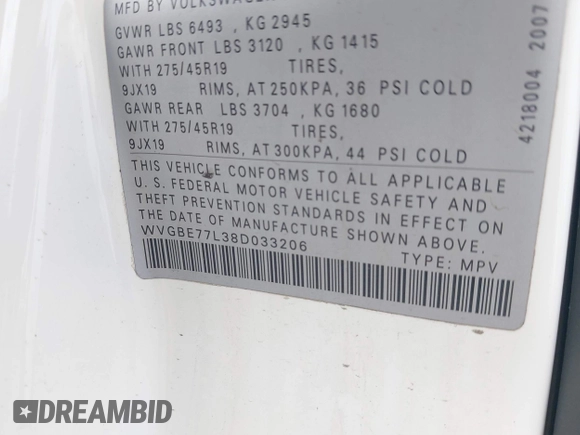 MFD BY VOLKSWAGEN
GVWR LBS 6493 , KG 2945
GAWR FRONT LBS 3120 , KG 1415
WITH 275/45R19 TIRES,
9JX19 RIMS, AT 250KPA, 36 PSI COLD
GAWR REAR LBS 3704 , KG 1680
WITH 275/45R19 TIRES,
9JX19 RIMS, AT 300KPA, 44 PSI COLD
THIS VEHICLE CONFORMS TO ALL APPLICABLE
U.S. FEDERAL MOTOR VEHICLE SAFETY AND
THEFT PREVENTION STANDARDS IN EFFECT ON
THE DATE OF MANUFACTURE SHOWN ABOVE.
WVGBE77L38D033206
TYPE: MPV
4218004 2007
DREAMBID